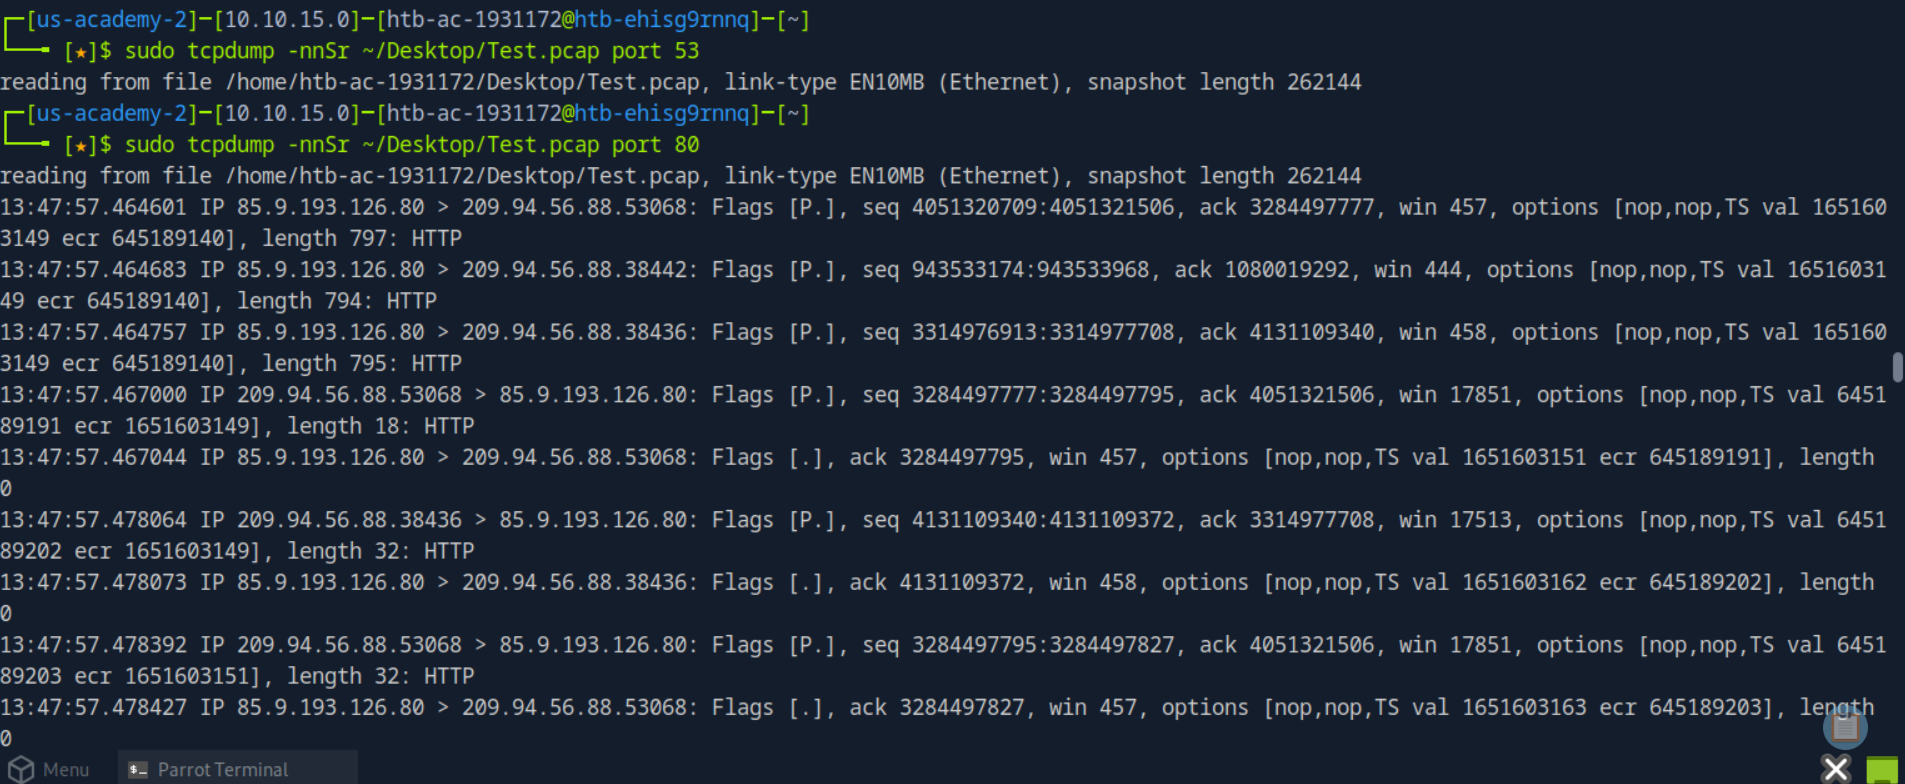 [us-academy-2]─[10.10.15.0]─[htb-ac-1931172@htb-ehisg9rnnq]─[~]
[★]$ sudo tcpdump -nnSr ~/Desktop/Test.pcap port 53
reading from file /home/htb-ac-1931172/Desktop/Test.pcap, link-type EN10MB (Ethernet), snapshot length 262144
[us-academy-2]─[10.10.15.0]─[htb-ac-1931172@htb-ehisg9rnnq]─[~]
[★]$ sudo tcpdump -nnSr ~/Desktop/Test.pcap port 80
reading from file /home/htb-ac-1931172/Desktop/Test.pcap, link-type EN10MB (Ethernet), snapshot length 262144
13:47:57.464601 IP 85.9.193.126.80 > 209.94.56.88.53068: Flags [P.], seq 4051320709:4051321506, ack 3284497777, win 457, options [nop,nop,TS val 165160
3149 ecr 645189140], length 797: HTTP
13:47:57.464683 IP 85.9.193.126.80 > 209.94.56.88.38442: Flags [P.], seq 943533174:943533968, ack 1080019292, win 444, options [nop,nop,TS val 16516031
49 ecr 645189140], length 794: HTTP
13:47:57.464757 IP 85.9.193.126.80 > 209.94.56.88.38436: Flags [P.], seq 3314976913:3314977708, ack 4131109340, win 458, options [nop,nop,TS val 165160
3149 ecr 645189140], length 795: HTTP
13:47:57.467000 IP 209.94.56.88.53068 > 85.9.193.126.80: Flags [P.], seq 3284497777:3284497795, ack 4051321506, win 17851, options [nop,nop,TS val 6451
89191 ecr 1651603149], length 18: HTTP
13:47:57.467044 IP 85.9.193.126.80 > 209.94.56.88.53068: Flags [.], ack 3284497795, win 457, options [nop,nop,TS val 1651603151 ecr 645189191], length
0
13:47:57.478064 IP 209.94.56.88.38436 > 85.9.193.126.80: Flags [P.], seq 4131109340:4131109372, ack 3314977708, win 17513, options [nop,nop,TS val 6451
89202 ecr 1651603149], length 32: HTTP
13:47:57.478073 IP 85.9.193.126.80 > 209.94.56.88.38436: Flags [.], ack 4131109372, win 458, options [nop,nop,TS val 1651603162 ecr 645189202], length
0
13:47:57.478392 IP 209.94.56.88.53068 > 85.9.193.126.80: Flags [P.], seq 3284497795:3284497827, ack 4051321506, win 17851, options [nop,nop,TS val 6451
89203 ecr 1651603151], length 32: HTTP
13:47:57.478427 IP 85.9.193.126.80 > 209.94.56.88.53068: Flags [.], ack 3284497827, win 457, options [nop,nop,TS val 1651603163 ecr 645189203], length
0
Menu
Parrot Terminal